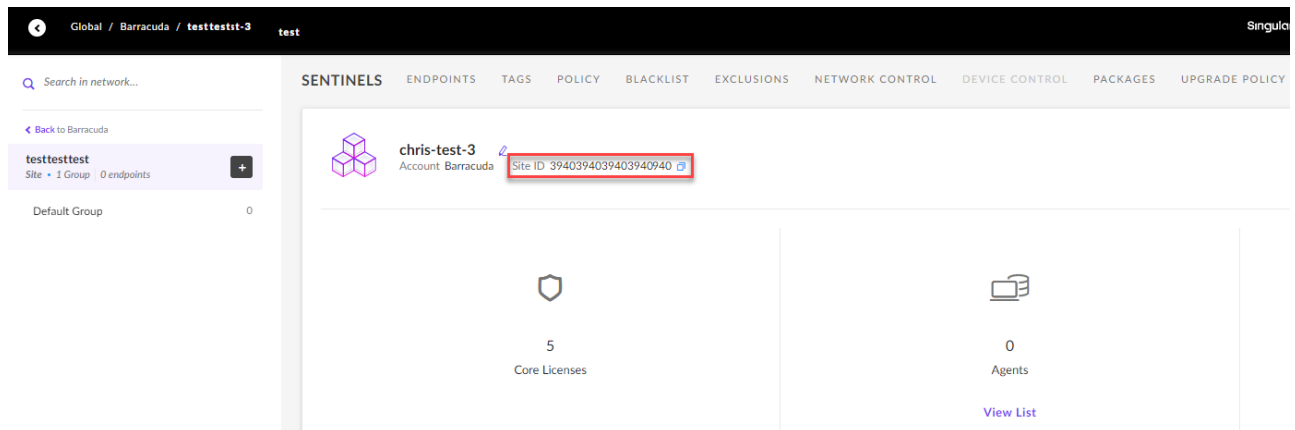 Global / Barracuda / testtestst-3 test
Search in network...
Back to Barracuda
testtesttest
Site • 1 Group 0 endpoints
+
Default Group 0
SENTINELS ENDPOINTS TAGS POLICY BLACKLIST EXCLUSIONS NETWORK CONTROL DEVICE CONTROL PACKAGES UPGRADE POLICY
chris-test-3
Account Barracuda Site ID 3940394039403940940
5
Core Licenses
0
Agents
View List